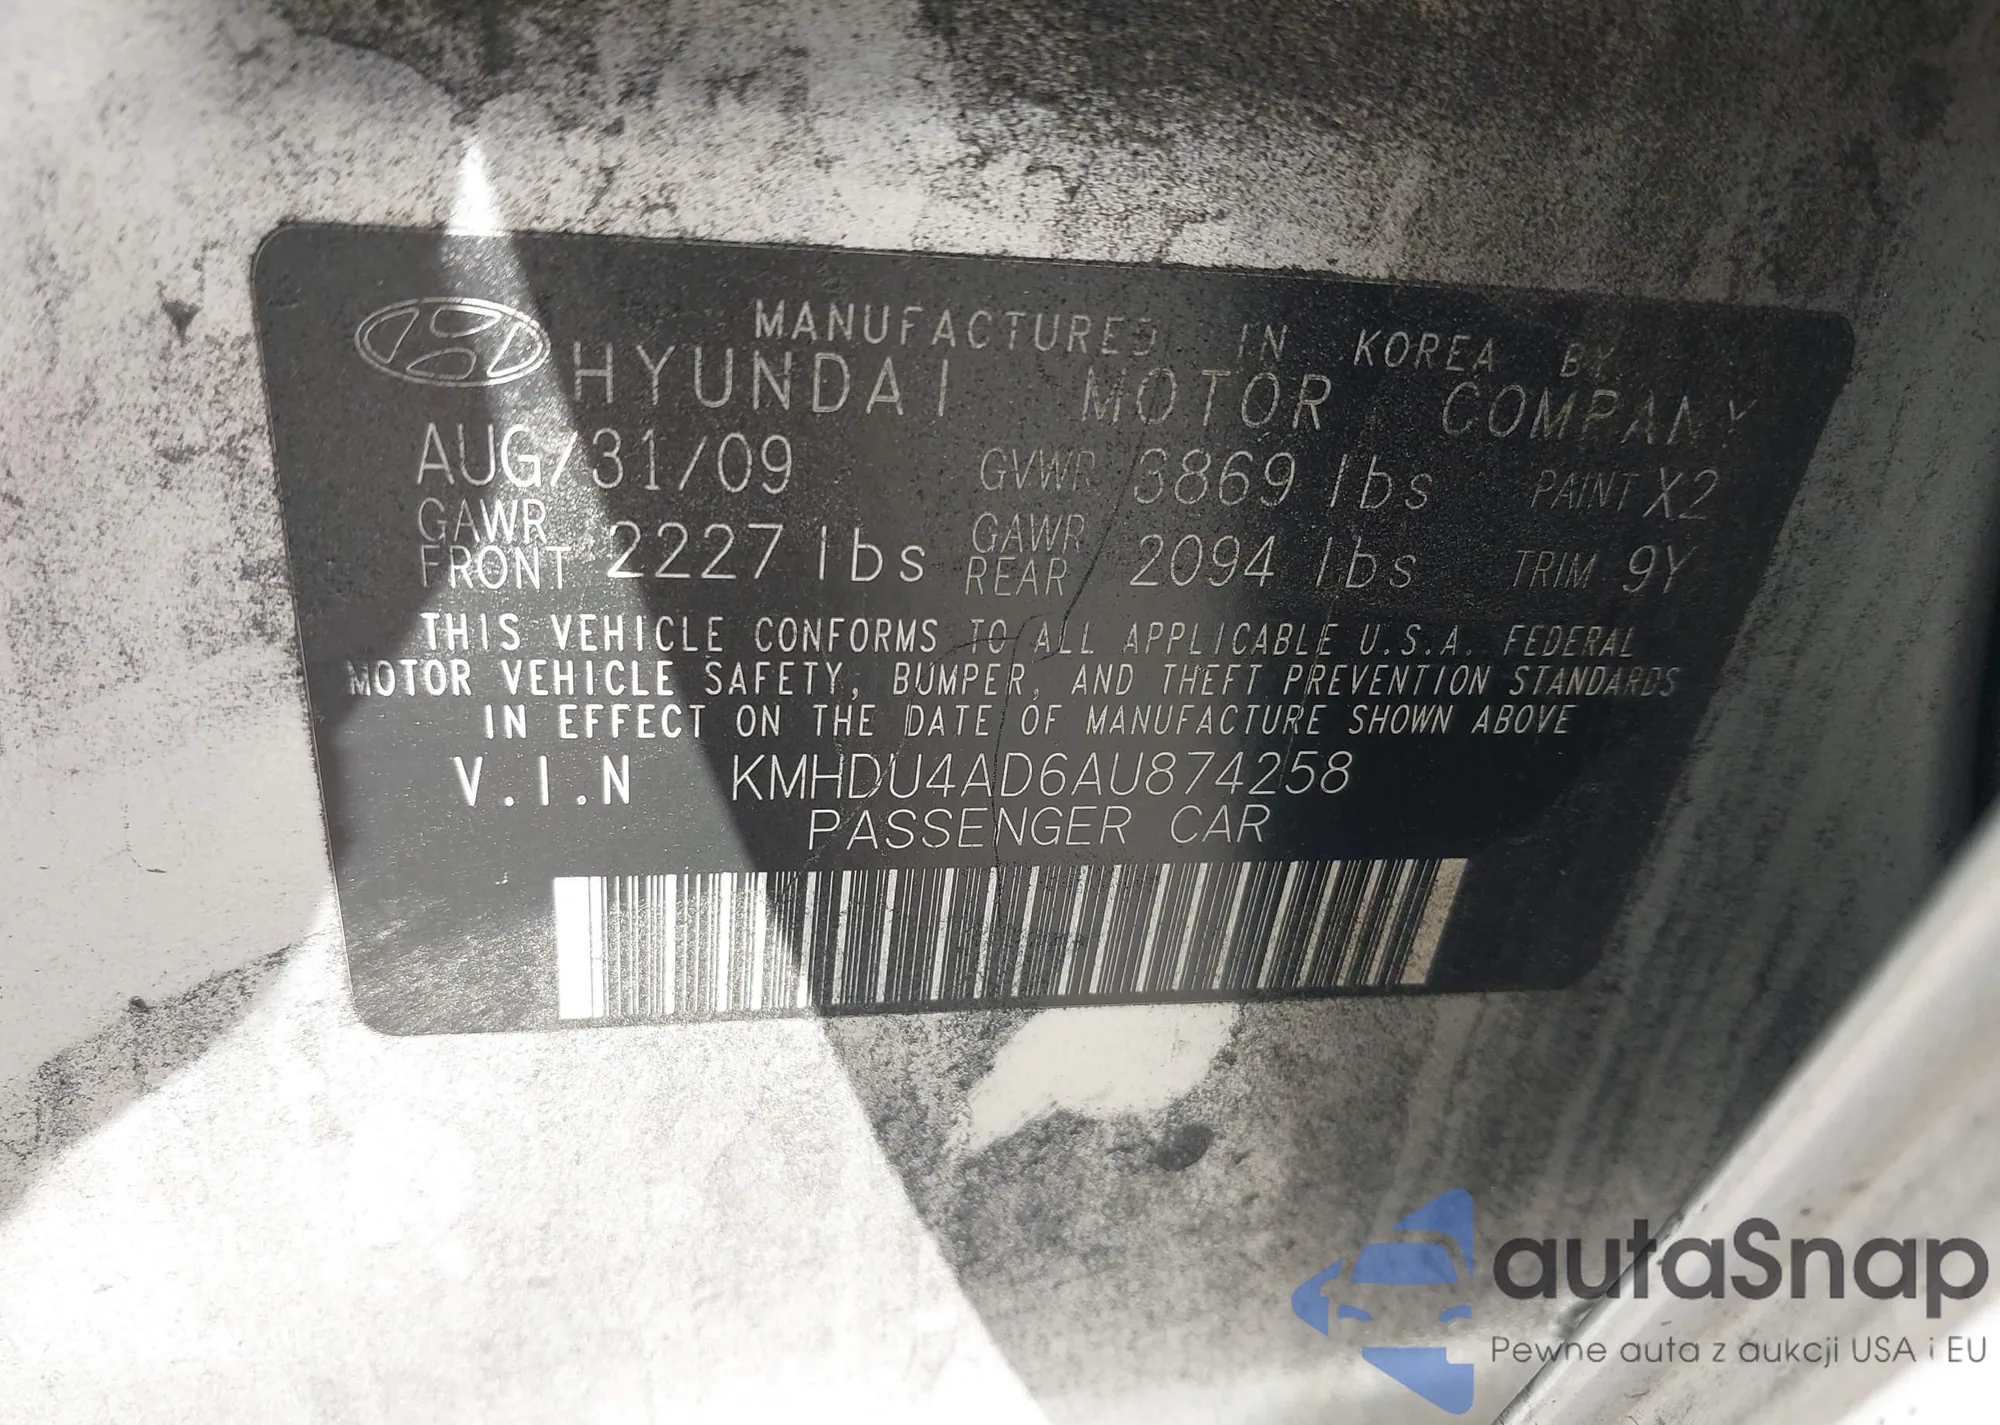 MANUFACTURED IN KOREA BY
HYUNDAI MOTOR COMPANY
AUG/31/09 GVWR 3869 lbs PAINT X2
GAWR FRONT 2227 lbs GAWR REAR 2094 lbs TRIM 9Y
THIS VEHICLE CONFORMS TO ALL APPLICABLE U.S.A. FEDERAL
MOTOR VEHICLE SAFETY, BUMPER, AND THEFT PREVENTION STANDARDS
IN EFFECT ON THE DATE OF MANUFACTURE SHOWN ABOVE
V.I.N KMHDU4AD6AU874258
PASSENGER CAR
autaSnap
Pewne auta z aukcji USA i EU